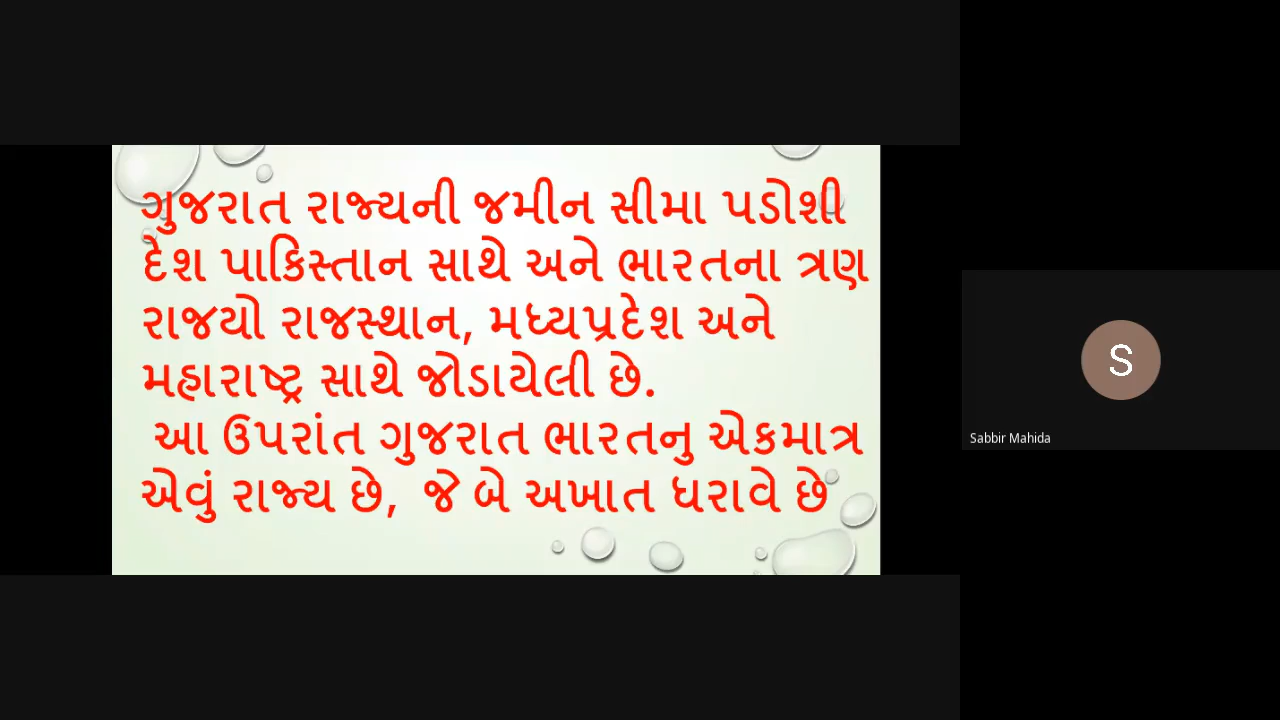 ગુજરાત રાજ્યની જમીન સીમા પડોશી
દેશ પાકિસ્તાન સાથે અને ભારતના ત્રણ
રાજયો રાજસ્થાન, મધ્યપ્રદેશ અને
મહારાષ્ટ્ર સાથે જોડાયેલી છે.
આ ઉપરાંત ગુજરાત ભારતનુ એકમાત્ર
એવું રાજ્ય છે, જે બે અખાત ધરાવે છે
S
Sabbir Mahida